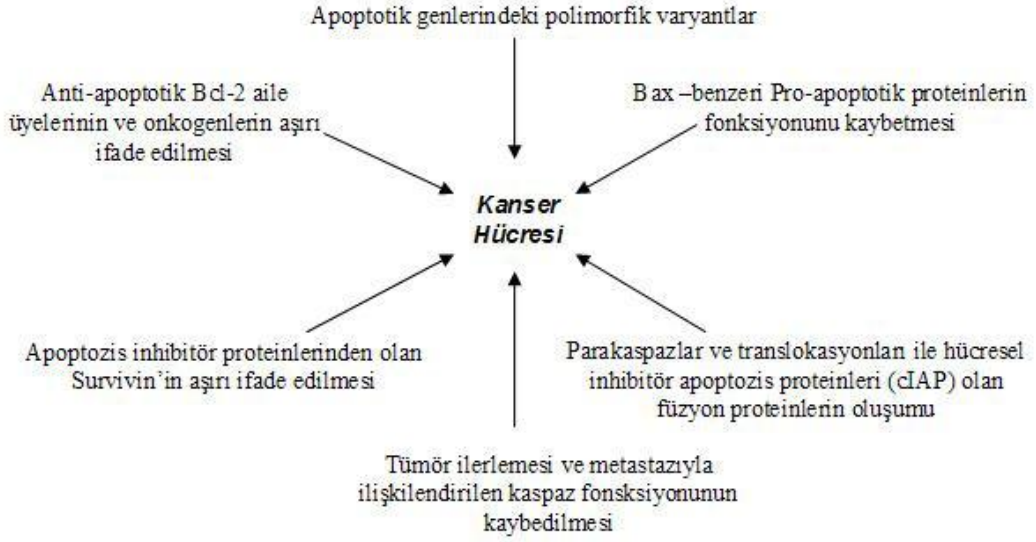 Apoptotik genlerindeki polimorfik varyantlar
Anti-apoptotik Bcl-2 aile
üyelerinin ve onkogenlerin aşırı
ifade edilmesi
Bax –benzeri Pro-apoptotik proteinlerin
fonksiyonunu kaybetmesi
Kanser
Hücresi
Apoptozis inhibitör proteinlerinden olan
Survivin’in aşırı ifade edilmesi
Parakaspazlar ve translokasyonları ile hücresel
inhibitör apoptozis proteinleri (cIAP) olan
füzyon proteinlerin oluşumu
Tümör ilerlemesi ve metastazıyla
ilişkilendirilen kaspaz fonsksiyonunun
kaybedilmesi